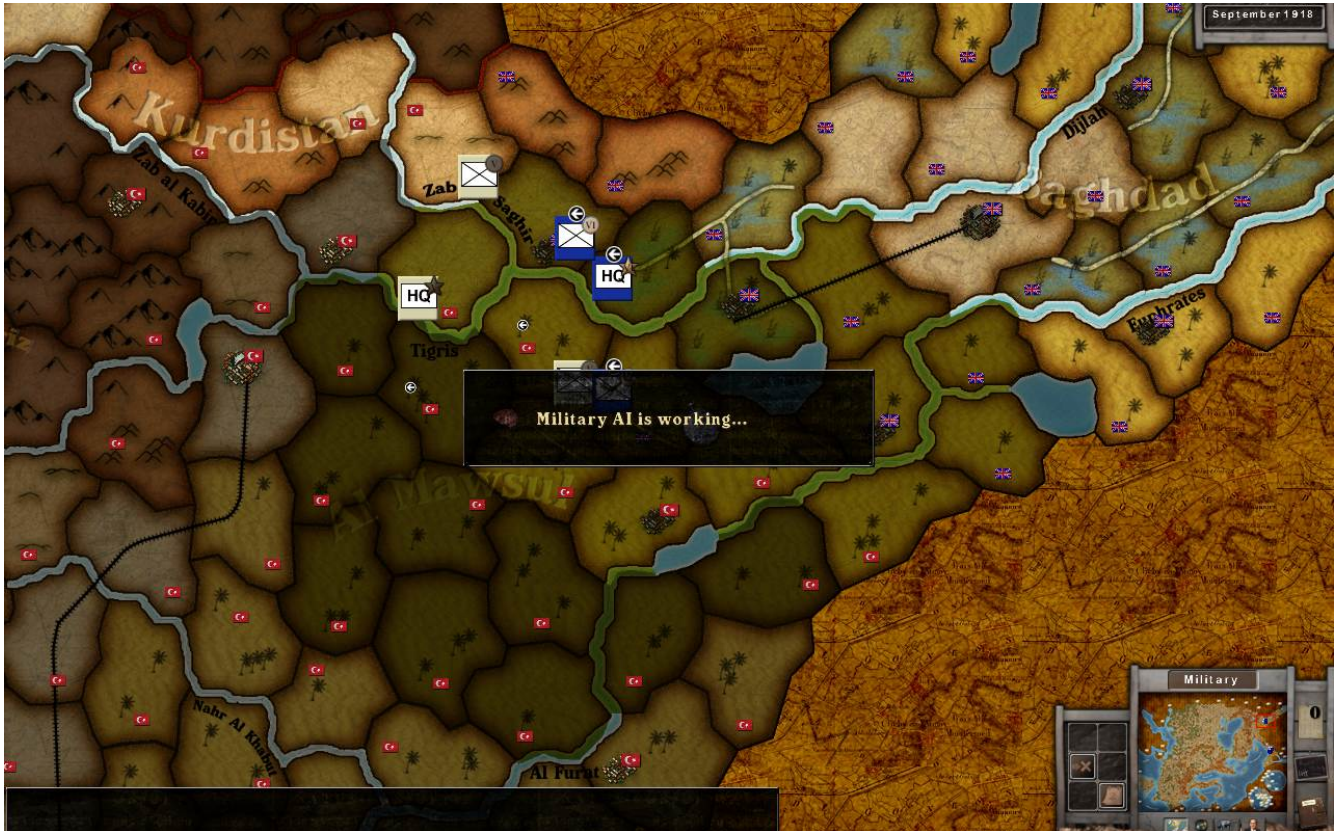 September 1918
Kurdistan
Dijlah
Zab al Kabir
Zab
Saghir
Baghdad
V
VI
HQ
HQ
Euphrates
Tigris
Military AI is working...
Al Mawsul
Military
0
Nahr Al Khabur
Al Furat